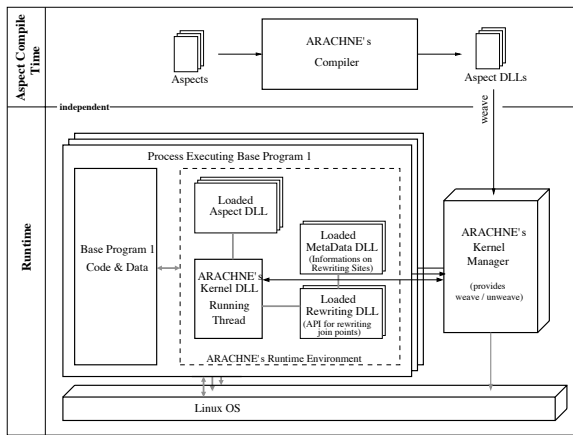 Aspect Compile
Time
Aspects
ARACHNE's
Compiler
Aspect DLLs
independent
weave
Runtime
Process Executing Base Program 1
Base Program 1
Code & Data
Loaded
Aspect DLL
ARACHNE's
Kernel DLL
Running
Thread
Loaded
MetaData DLL
(Informations on
Rewriting Sites)
Loaded
Rewriting DLL
(API for rewriting
join points)
ARACHNE's Runtime Environment
ARACHNE's
Kernel
Manager
(provides
weave / unweave)
Linux OS